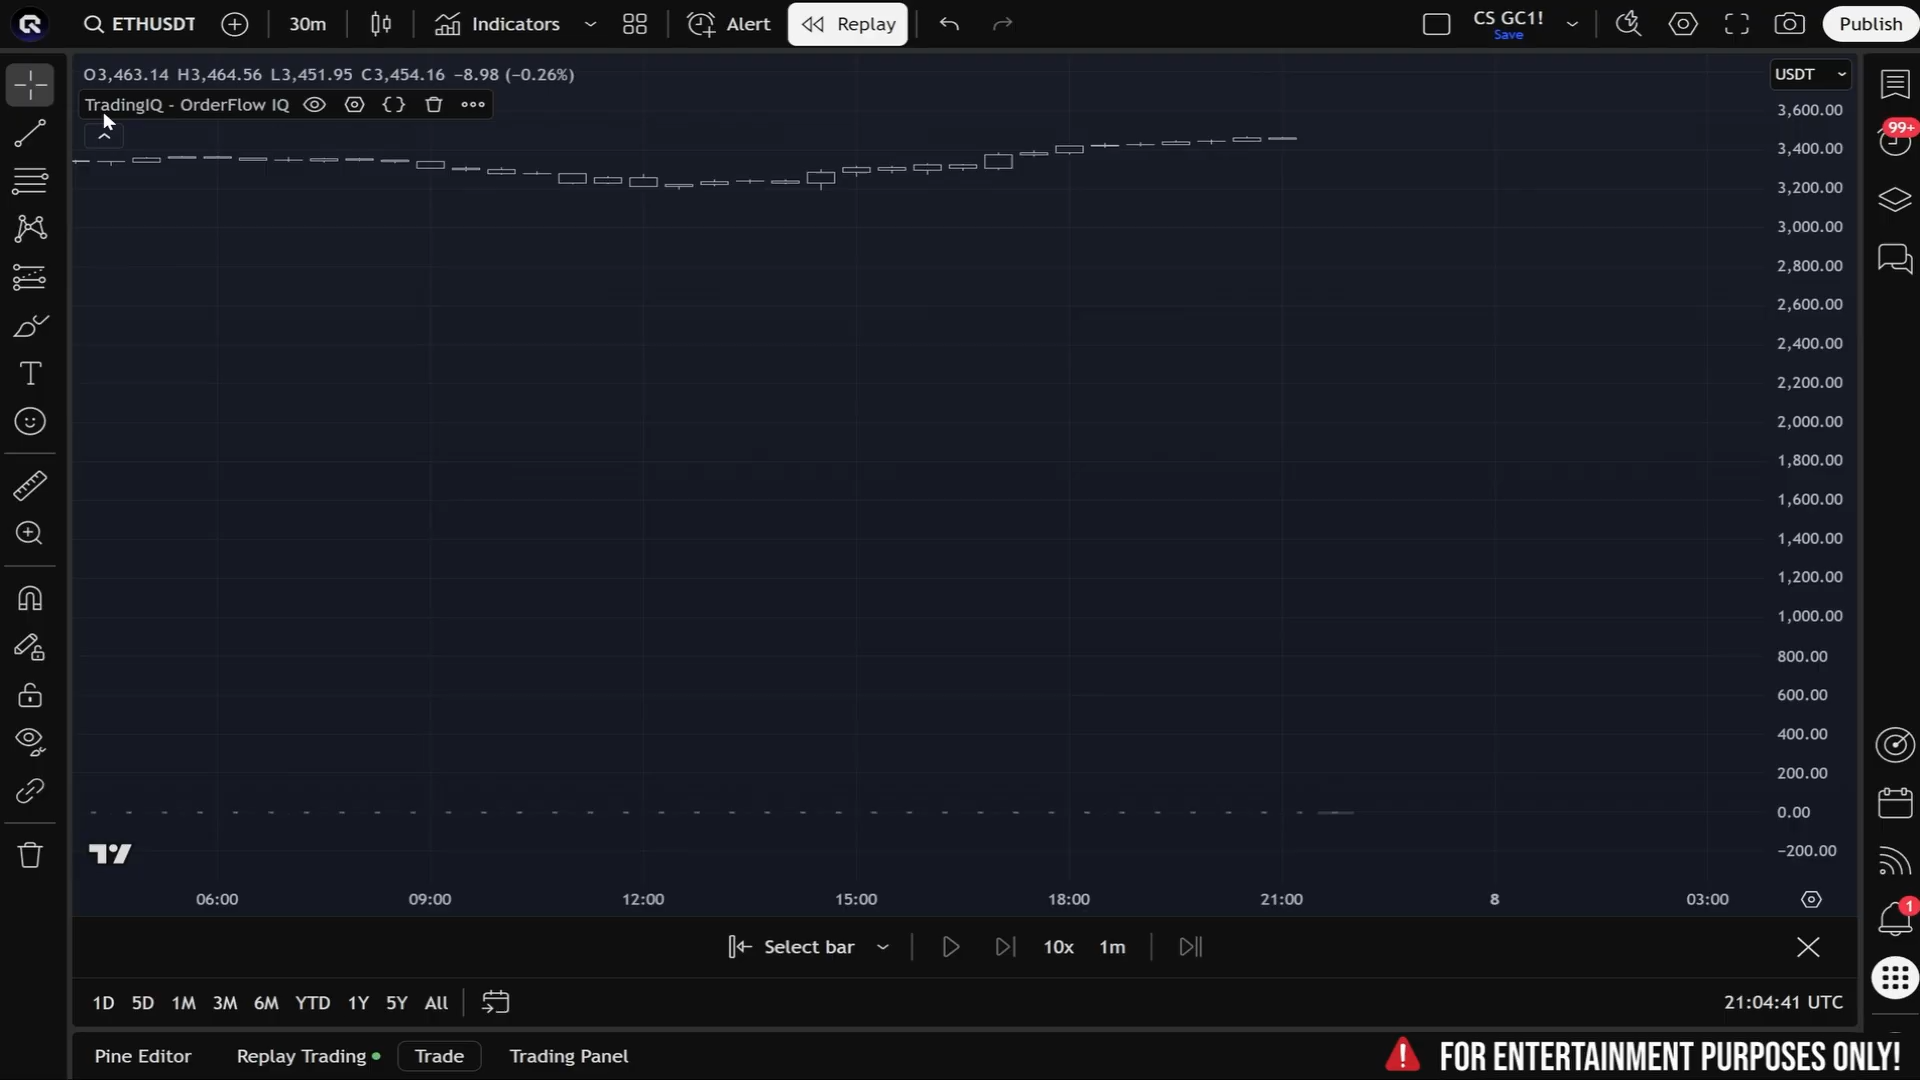 ETHUSDT
30m
Indicators
Alert
Replay
CS GC1!
Save
Publish
O3,463.14 H3,464.56 L3,451.95 C3,454.16 −8.98 (−0.26%)
USDT
TradingIQ - OrderFlow IQ
99+
3,600.00
3,400.00
3,200.00
3,000.00
2,800.00
2,600.00
2,400.00
2,200.00
2,000.00
1,800.00
1,600.00
1,400.00
1,200.00
1,000.00
800.00
600.00
400.00
200.00
0.00
−200.00
06:00
09:00
12:00
15:00
18:00
21:00
8
03:00
1
Select bar
10x
1m
1D
5D
1M
3M
6M
YTD
1Y
5Y
All
21:04:41 UTC
Pine Editor
Replay Trading
Trade
Trading Panel
FOR ENTERTAINMENT PURPOSES ONLY!